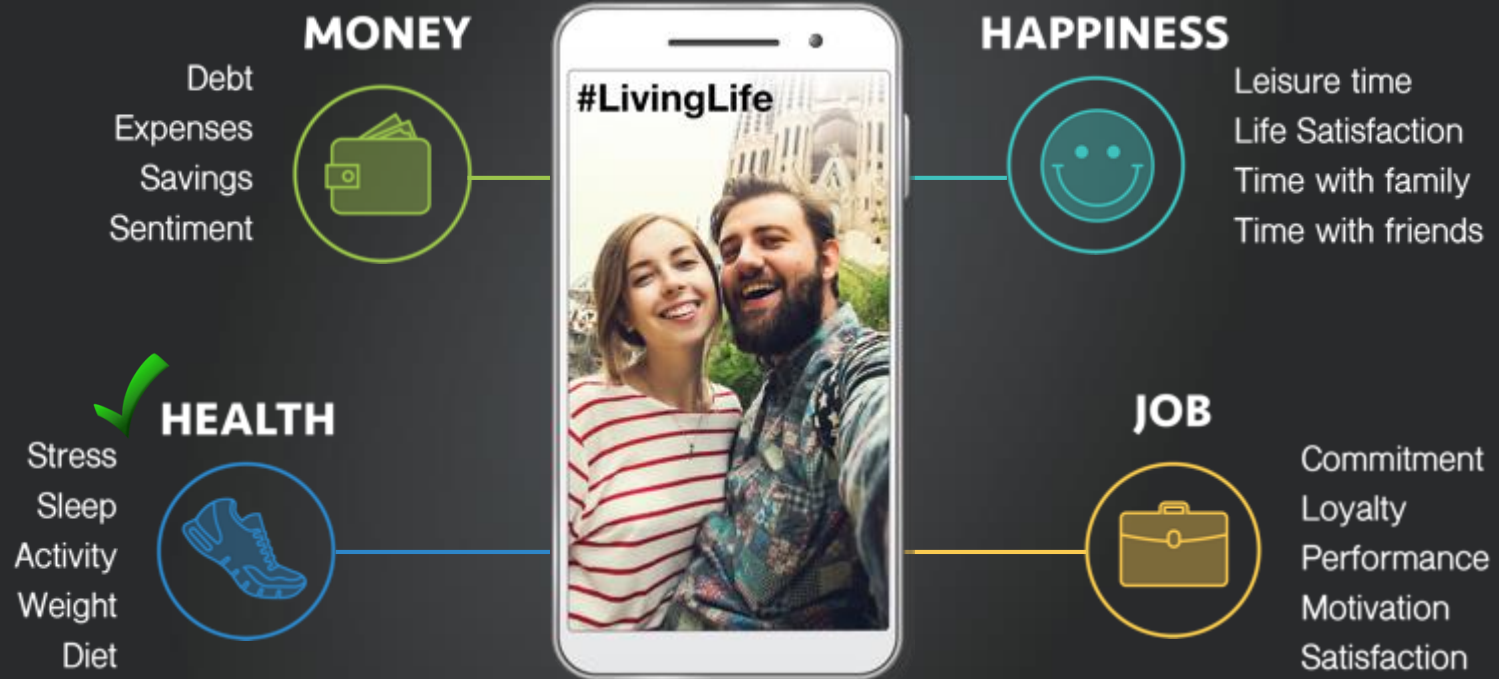 MONEY
Debt
Expenses
Savings
Sentiment
#LivingLife
HAPPINESS
Leisure time
Life Satisfaction
Time with family
Time with friends
HEALTH
Stress
Sleep
Activity
Weight
Diet
JOB
Commitment
Loyalty
Performance
Motivation
Satisfaction